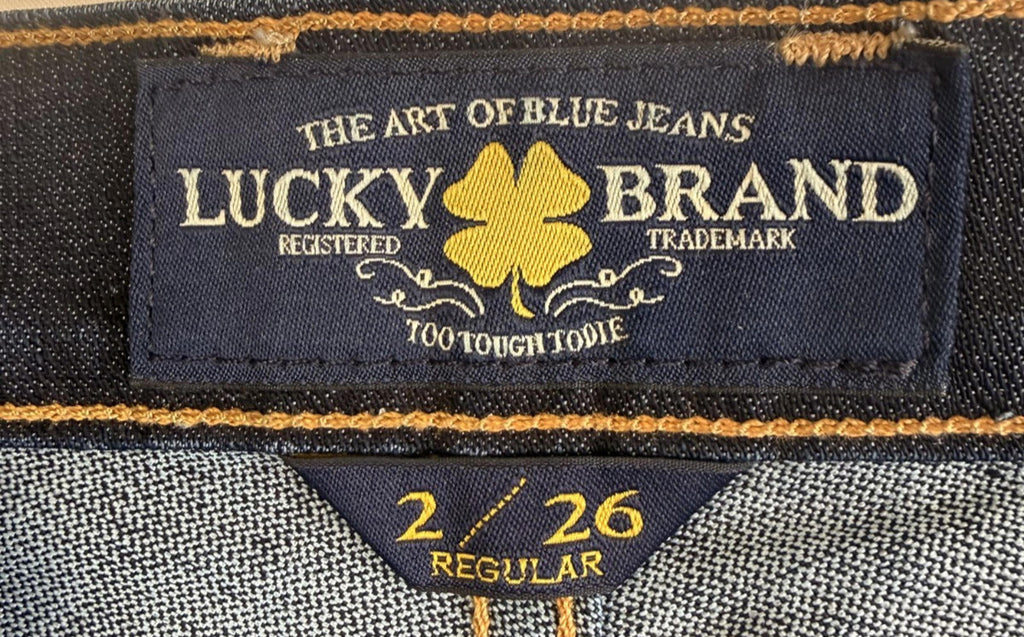 THE ART OF BLUE JEANS
LUCKY BRAND
REGISTERED TRADEMARK
TOO TOUGH TO DIE
2 / 26
REGULAR